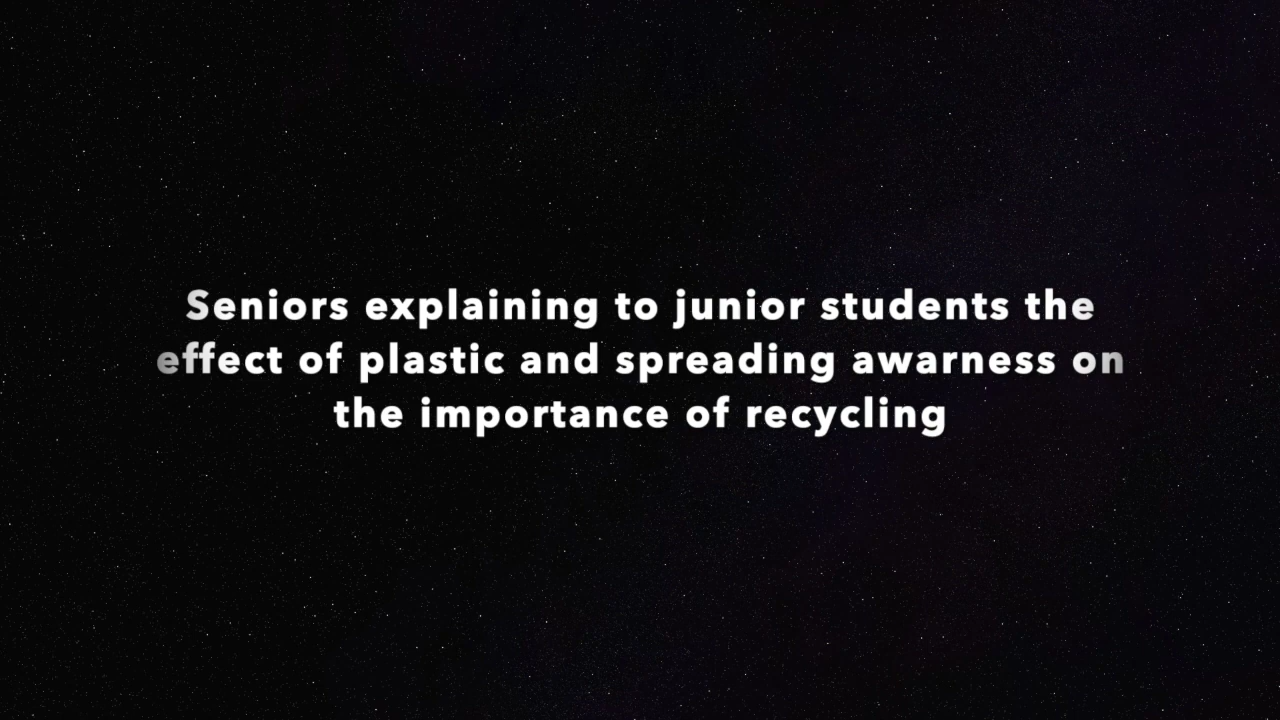 Seniors explaining to junior students the
effect of plastic and spreading awarness on
the importance of recycling